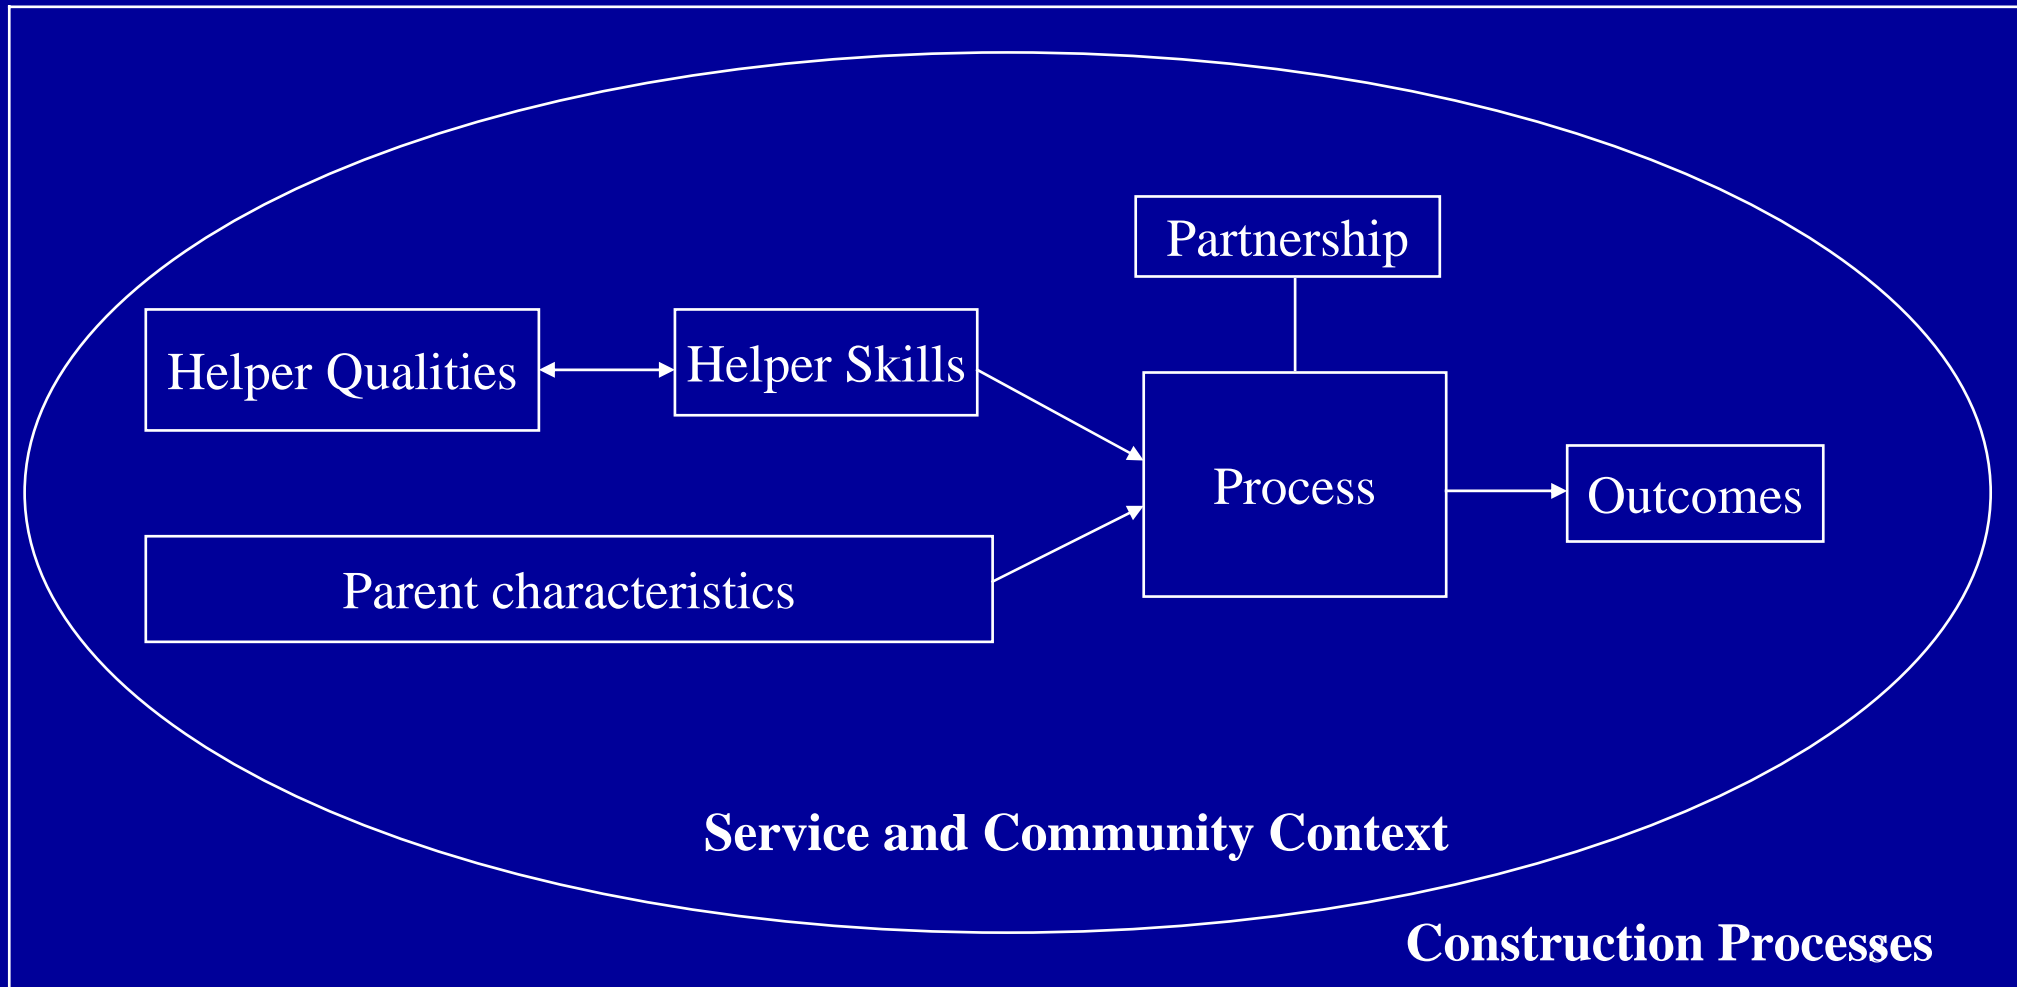 Partnership
Helper Qualities
Helper Skills
Process
Outcomes
Parent characteristics
Service and Community Context
Construction Processes